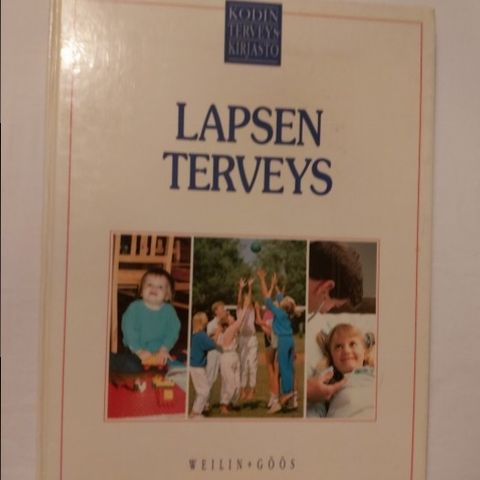 KODIN
TERVEYS
KIRJASTO
LAPSEN
TERVEYS
WEILIN+GÖÖS